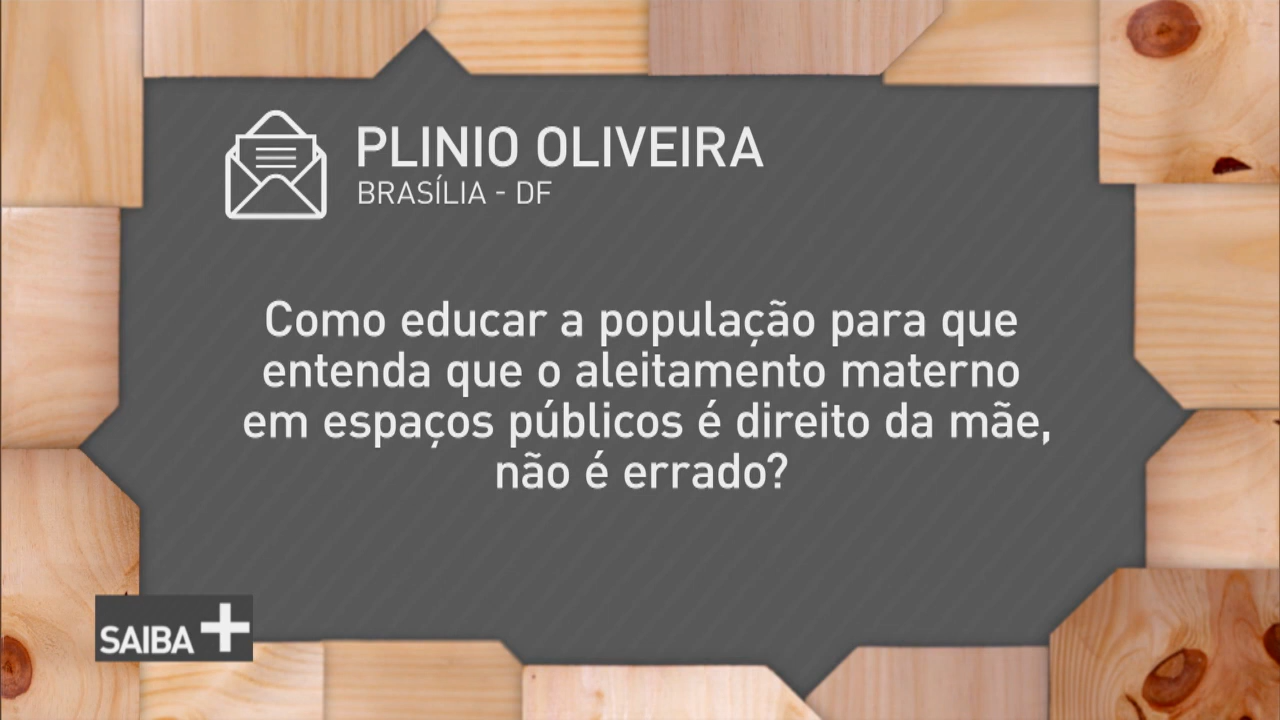 PLINIO OLIVEIRA
BRASÍLIA - DF
Como educar a população para que
entenda que o aleitamento materno
em espaços públicos é direito da mãe,
não é errado?
SAIBA+